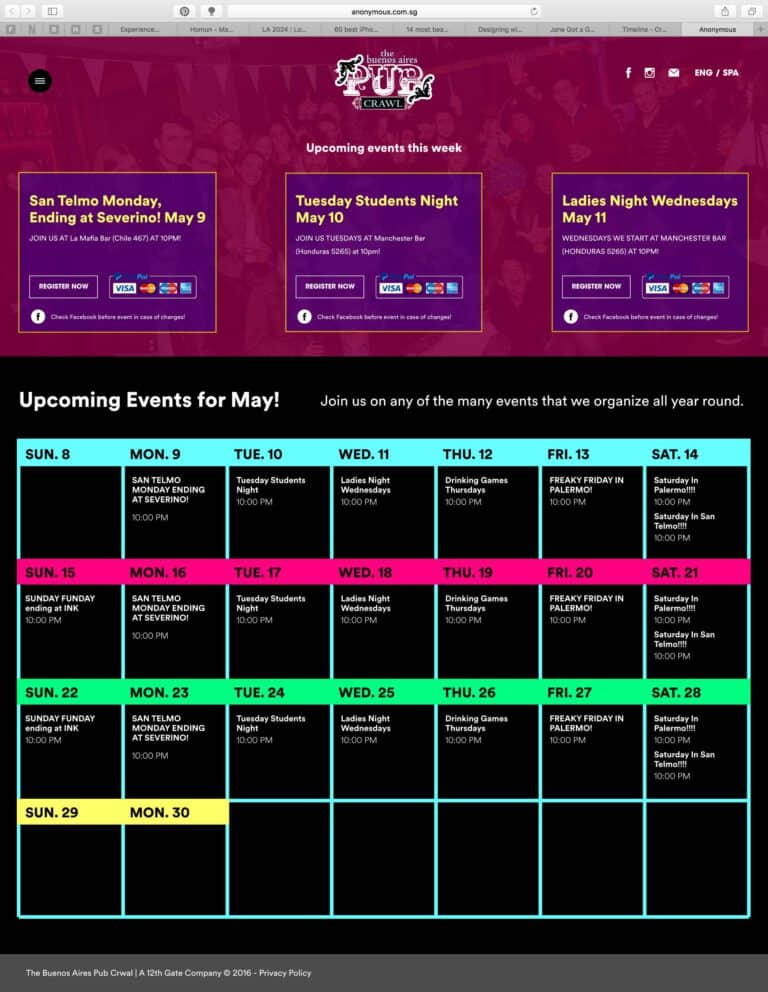 anonymous.com.sg
Experience...
Homun - Ma...
LA 2024 | Lo...
60 best iPho...
14 most bea...
Designing wi...
Jane Got a G...
Timeline - Cr...
Anonymous
the
buenos aires
PUB
CRAWL
ENG / SPA
Upcoming events this week
San Telmo Monday,
Ending at Severino! May 9
JOIN US AT La Mafia Bar (Chile 467) AT 10PM!
REGISTER NOW
PayPal
VISA
Check Facebook before event in case of changes!
Tuesday Students Night
May 10
JOIN US TUESDAYS AT Manchester Bar
(Honduras 5265) at 10pm!
REGISTER NOW
PayPal
VISA
Check Facebook before event in case of changes!
Ladies Night Wednesdays
May 11
WEDNESDAYS WE START AT MANCHESTER BAR
(HONDURAS 5265) AT 10PM!
REGISTER NOW
PayPal
VISA
Check Facebook before event in case of changes!
Upcoming Events for May!
Join us on any of the many events that we organize all year round.
SUN. 8
MON. 9
TUE. 10
WED. 11
THU. 12
FRI. 13
SAT. 14
SAN TELMO
MONDAY ENDING
AT SEVERINO!
10:00 PM
Tuesday Students
Night
10:00 PM
Ladies Night
Wednesdays
10:00 PM
Drinking Games
Thursdays
10:00 PM
FREAKY FRIDAY IN
PALERMO!
10:00 PM
Saturday In
Palermo!!!!
10:00 PM
Saturday In San
Telmo!!!!
10:00 PM
SUN. 15
MON. 16
TUE. 17
WED. 18
THU. 19
FRI. 20
SAT. 21
SUNDAY FUNDAY
ending at INK
10:00 PM
SAN TELMO
MONDAY ENDING
AT SEVERINO!
10:00 PM
Tuesday Students
Night
10:00 PM
Ladies Night
Wednesdays
10:00 PM
Drinking Games
Thursdays
10:00 PM
FREAKY FRIDAY IN
PALERMO!
10:00 PM
Saturday In
Palermo!!!!
10:00 PM
Saturday In San
Telmo!!!!
10:00 PM
SUN. 22
MON. 23
TUE. 24
WED. 25
THU. 26
FRI. 27
SAT. 28
SUNDAY FUNDAY
ending at INK
10:00 PM
SAN TELMO
MONDAY ENDING
AT SEVERINO!
10:00 PM
Tuesday Students
Night
10:00 PM
Ladies Night
Wednesdays
10:00 PM
Drinking Games
Thursdays
10:00 PM
FREAKY FRIDAY IN
PALERMO!
10:00 PM
Saturday In
Palermo!!!!
10:00 PM
Saturday In San
Telmo!!!!
10:00 PM
SUN. 29
MON. 30
The Buenos Aires Pub Crwal | A 12th Gate Company © 2016 - Privacy Policy